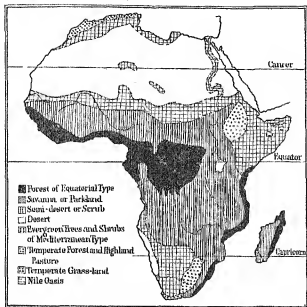 Cancer
Equator
Capricorn
Forest of Equatorial Type
Savanna or Parkland
Semi-desert or Scrub
Desert
Evergreen Trees and Shrubs
of Mediterranean Type
Temperate Forest and Highland
Pasture
Temperate Grass-land
Nile Oasis